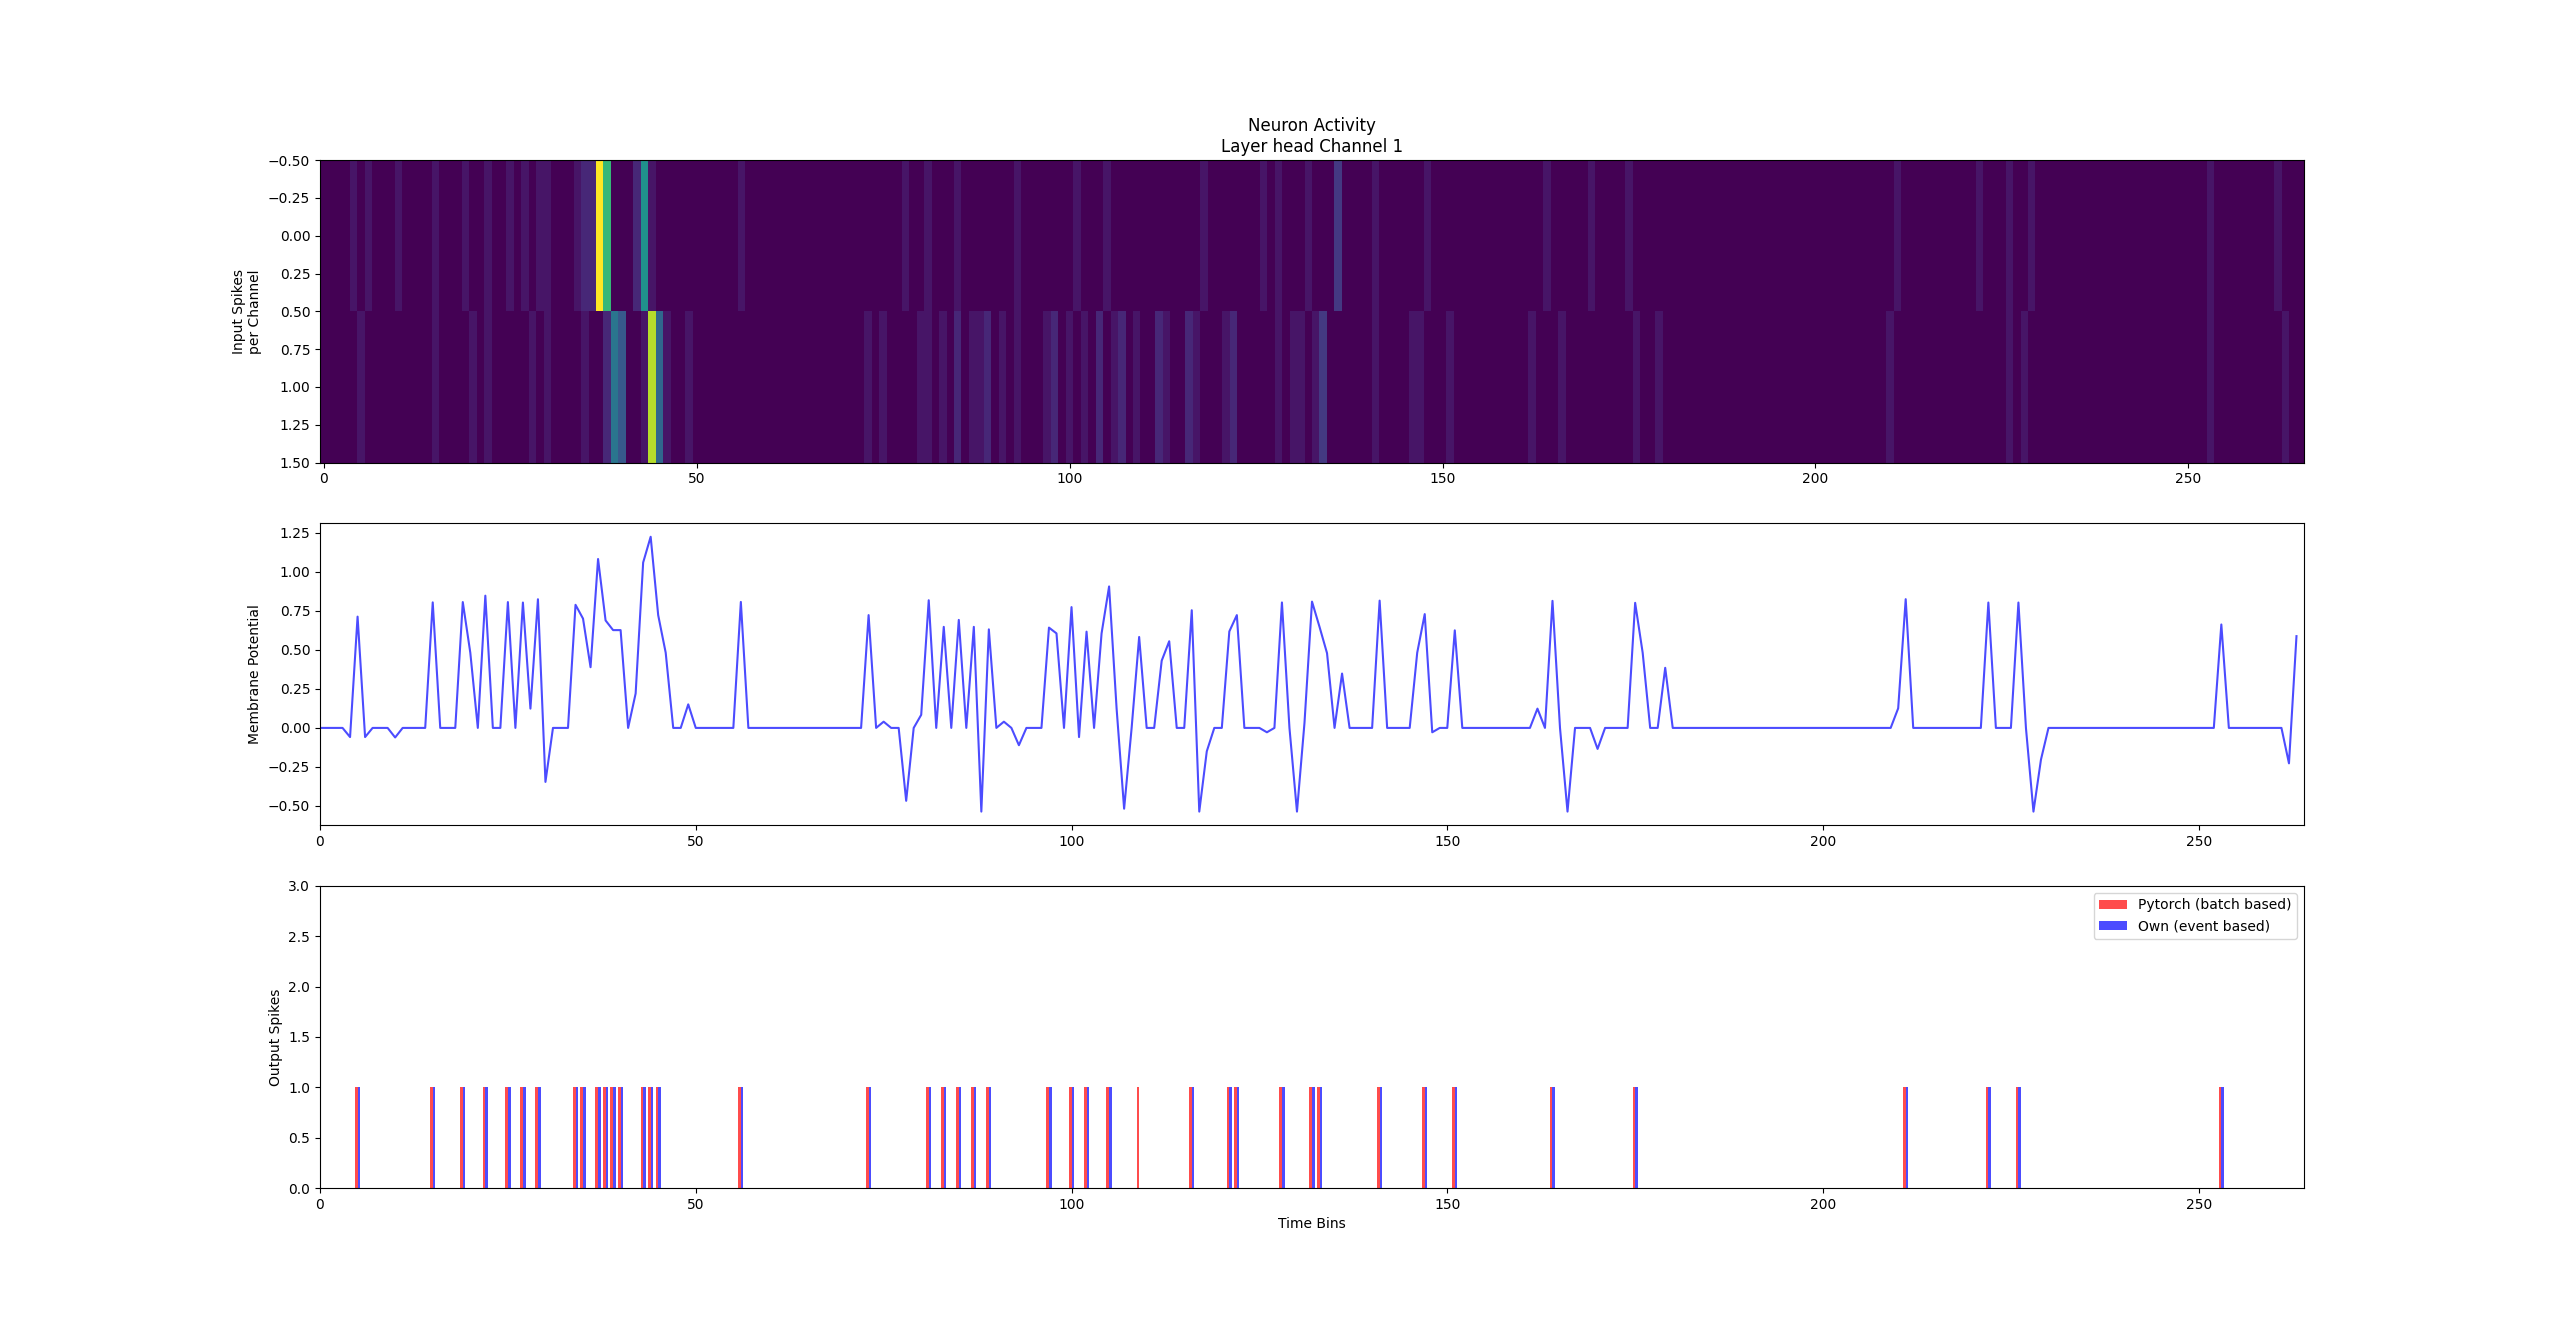 Neuron Activity
Layer head Channel 1
Input Spikes
per Channel
−0.50
−0.25
0.00
0.25
0.50
0.75
1.00
1.25
1.50
0 50 100 150 200 250
Membrane Potential
1.25
1.00
0.75
0.50
0.25
0.00
−0.25
−0.50
0 50 100 150 200 250
Output Spikes
3.0
2.5
2.0
1.5
1.0
0.5
0.0
Pytorch (batch based)
Own (event based)
0 50 100 150 200 250
Time Bins